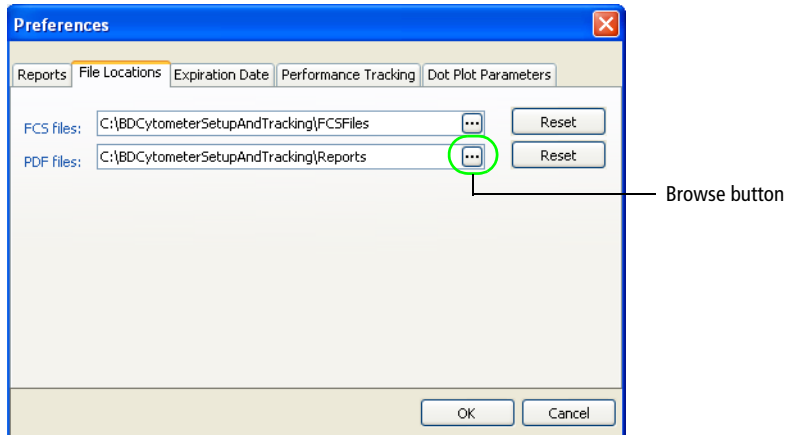 Preferences
Reports File Locations Expiration Date Performance Tracking Dot Plot Parameters
FCS files: C:\BDCytometerSetupAndTracking\FCSFiles ... Reset
PDF files: C:\BDCytometerSetupAndTracking\Reports ... Reset
Browse button
OK Cancel